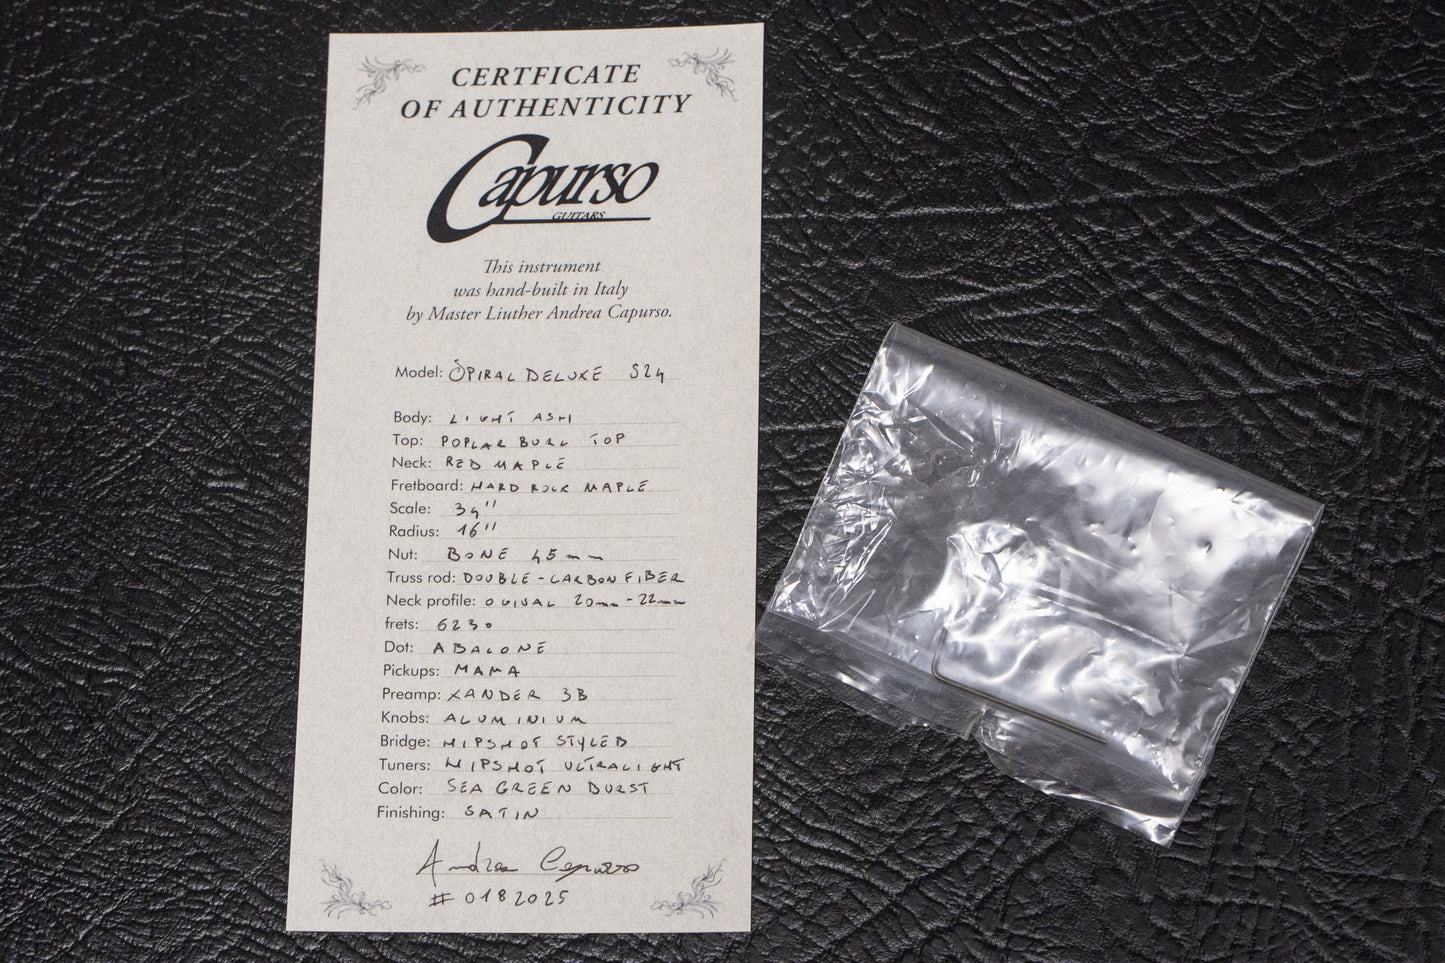 CERTFICATE
OF AUTHENTICITY
Capurso
GUITARS
This instrument
was hand-built in Italy
by Master Liuther Andrea Capurso.
Model: SPIRAL DELUXE S24
Body: LIGHT ASH
Top: POPLAR BURL TOP
Neck: RED MAPLE
Fretboard: HARD ROCK MAPLE
Scale: 34"
Radius: 16"
Nut: BONE 45mm
Truss rod: DOUBLE - CARBON FIBER
Neck profile: OGIVAL 20mm - 22mm
frets: 6230
Dot: ABALONE
Pickups: MAMA
Preamp: XANDER 3B
Knobs: ALUMINIUM
Bridge: HIPSHOT STYLE B
Tuners: HIPSHOT ULTRALIGHT
Color: SEA GREEN BURST
Finishing: SATIN
Andrea Capurso
# 0182025